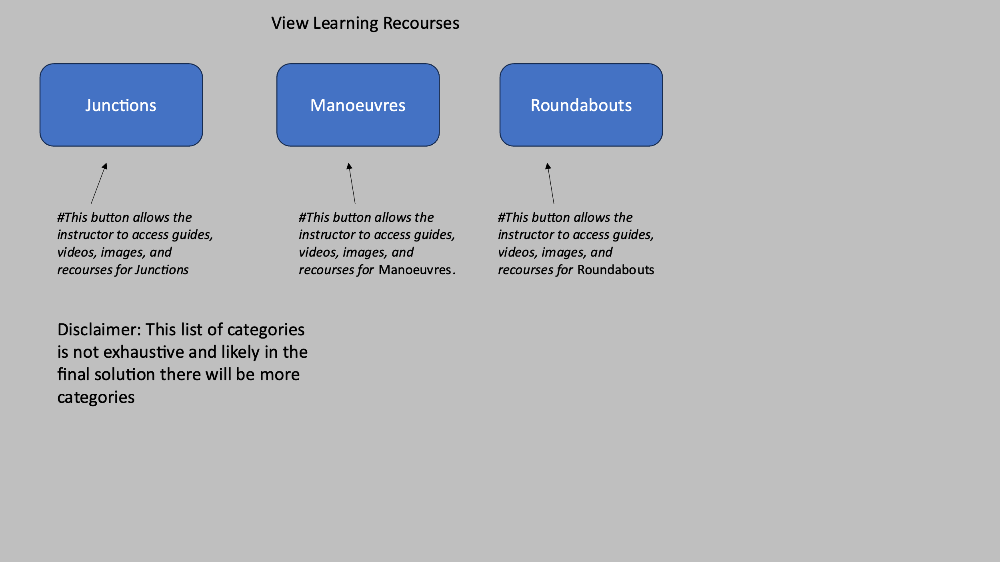 View Learning Recourses
Junctions
Manoeuvres
Roundabouts
#This button allows the
instructor to access guides,
videos, images, and
recourses for Junctions
#This button allows the
instructor to access guides,
videos, images, and
recourses for Manoeuvres.
#This button allows the
instructor to access guides,
videos, images, and
recourses for Roundabouts
Disclaimer: This list of categories
is not exhaustive and likely in the
final solution there will be more
categories